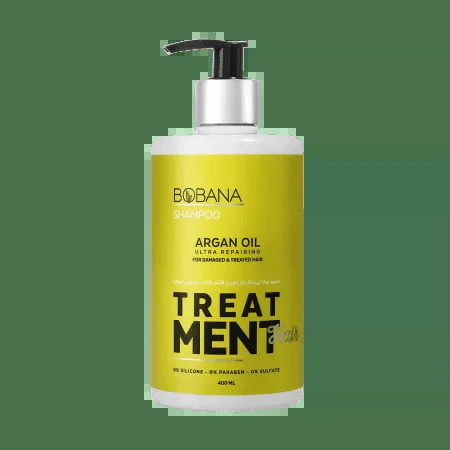 BOBANA
SHAMPOO
ARGAN OIL
ULTRA REPAIRING
FOR DAMAGED & TREATED HAIR
TREAT
MENT Hair
0% SILICONE - 0% PARABEN - 0% SULFATE
400 ML